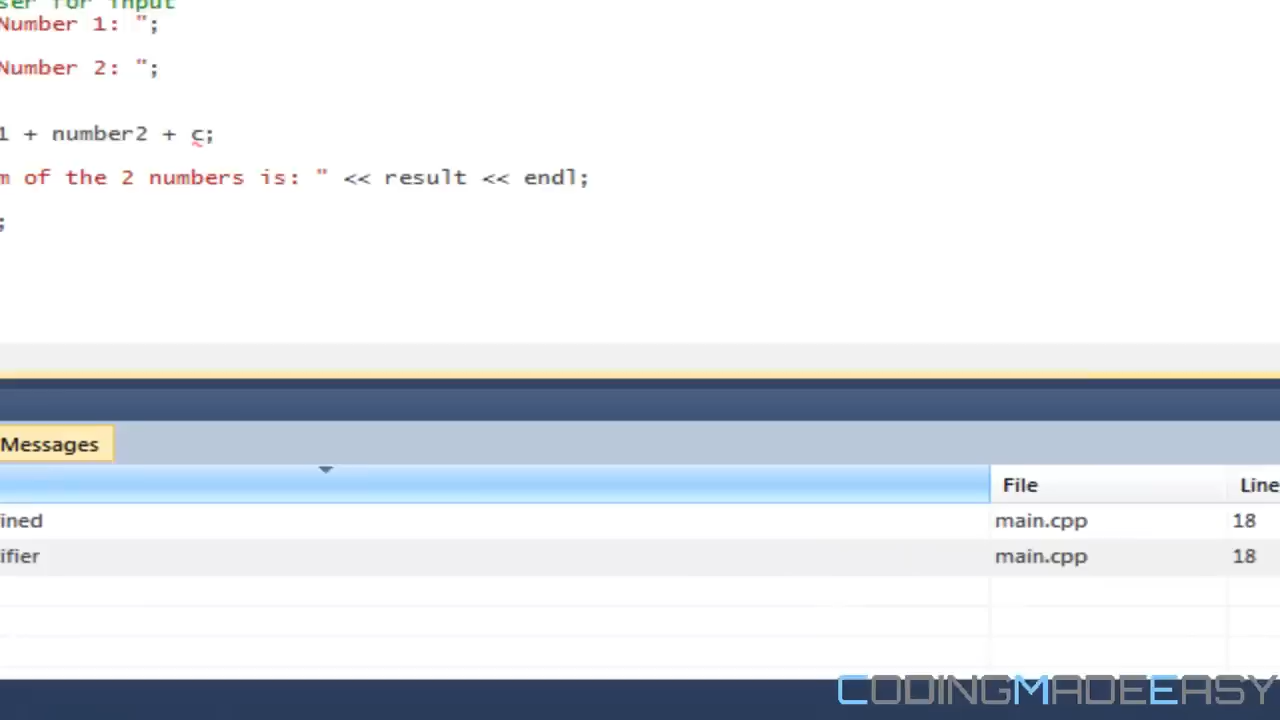 ser for input
Number 1: ";
Number 2: ";
1 + number2 + c;
m of the 2 numbers is: " << result << endl;
;
Messages
File Line
ined main.cpp 18
ifier main.cpp 18
CODINGMADEEASY